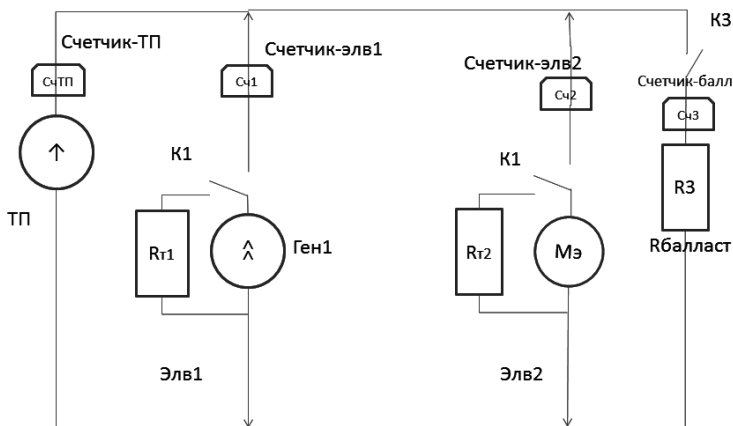 К3
Счетчик-ТП
Счетчик-элв1
Счетчик-элв2
Счетчик-балл
СчТП
Сч1
Сч2
Сч3
К1
К1
R3
ТП
Rт1
Ген1
Rт2
Мэ
Rбалласт
Элв1
Элв2